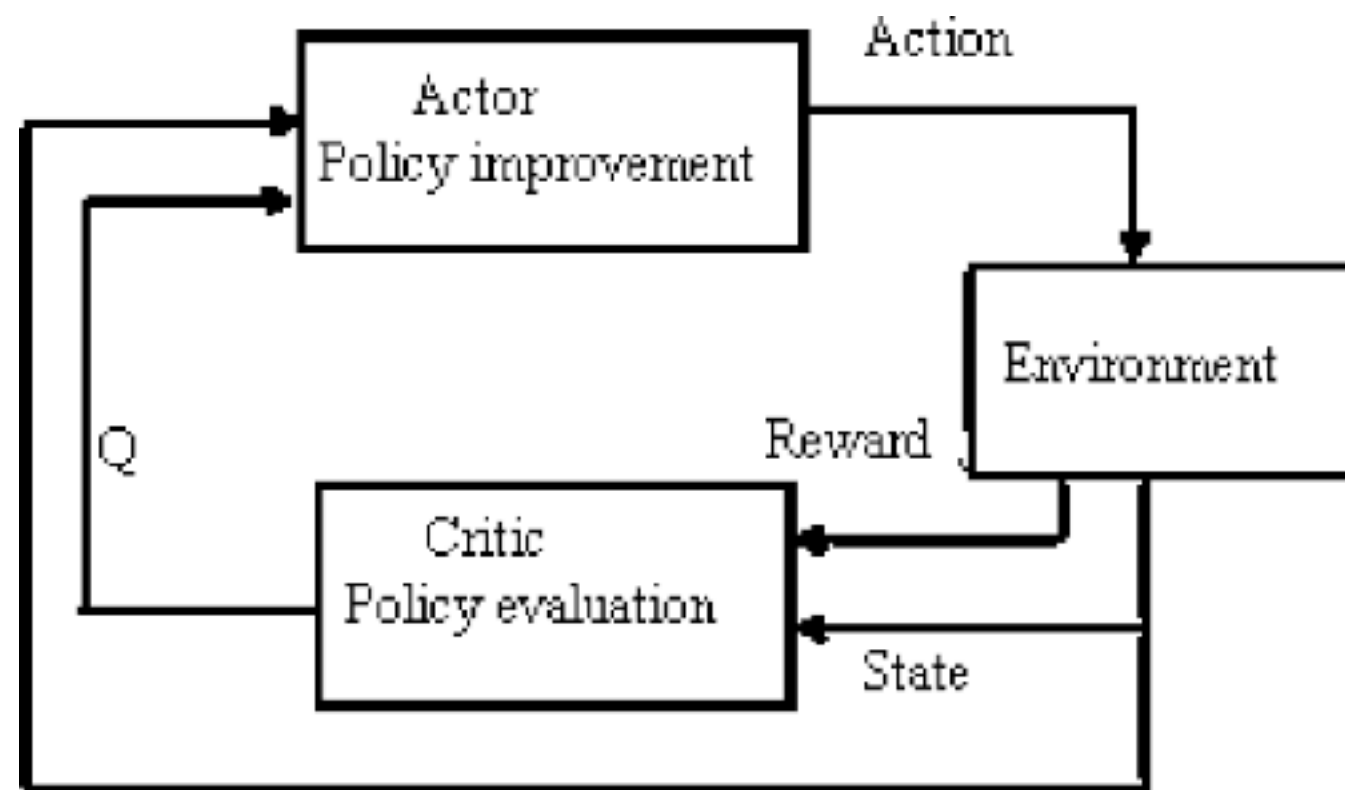 Action
Actor
Policy improvement
Environment
Reward
Q
Critic
Policy evaluation
State